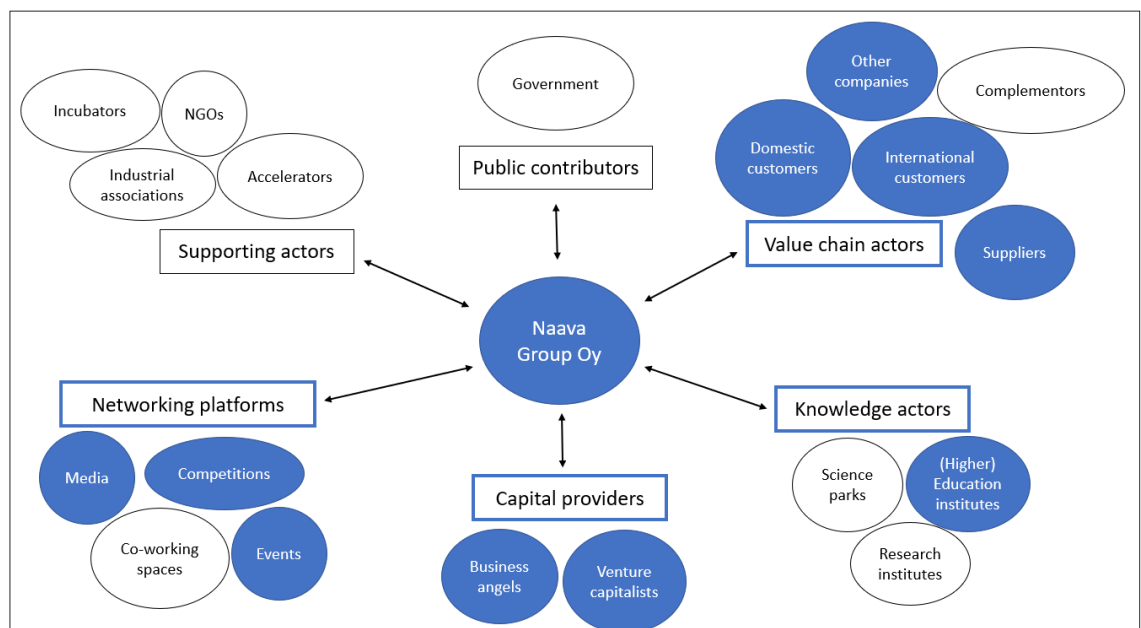 Government
Other
companies
Complementors
Incubators
NGOs
Domestic
customers
International
customers
Industrial
associations
Accelerators
Public contributors
Supporting actors
Value chain actors
Suppliers
Naava
Group Oy
Networking platforms
Knowledge actors
Media
Competitions
Science
parks
(Higher)
Education
institutes
Capital providers
Co-working
spaces
Events
Business
angels
Venture
capitalists
Research
institutes